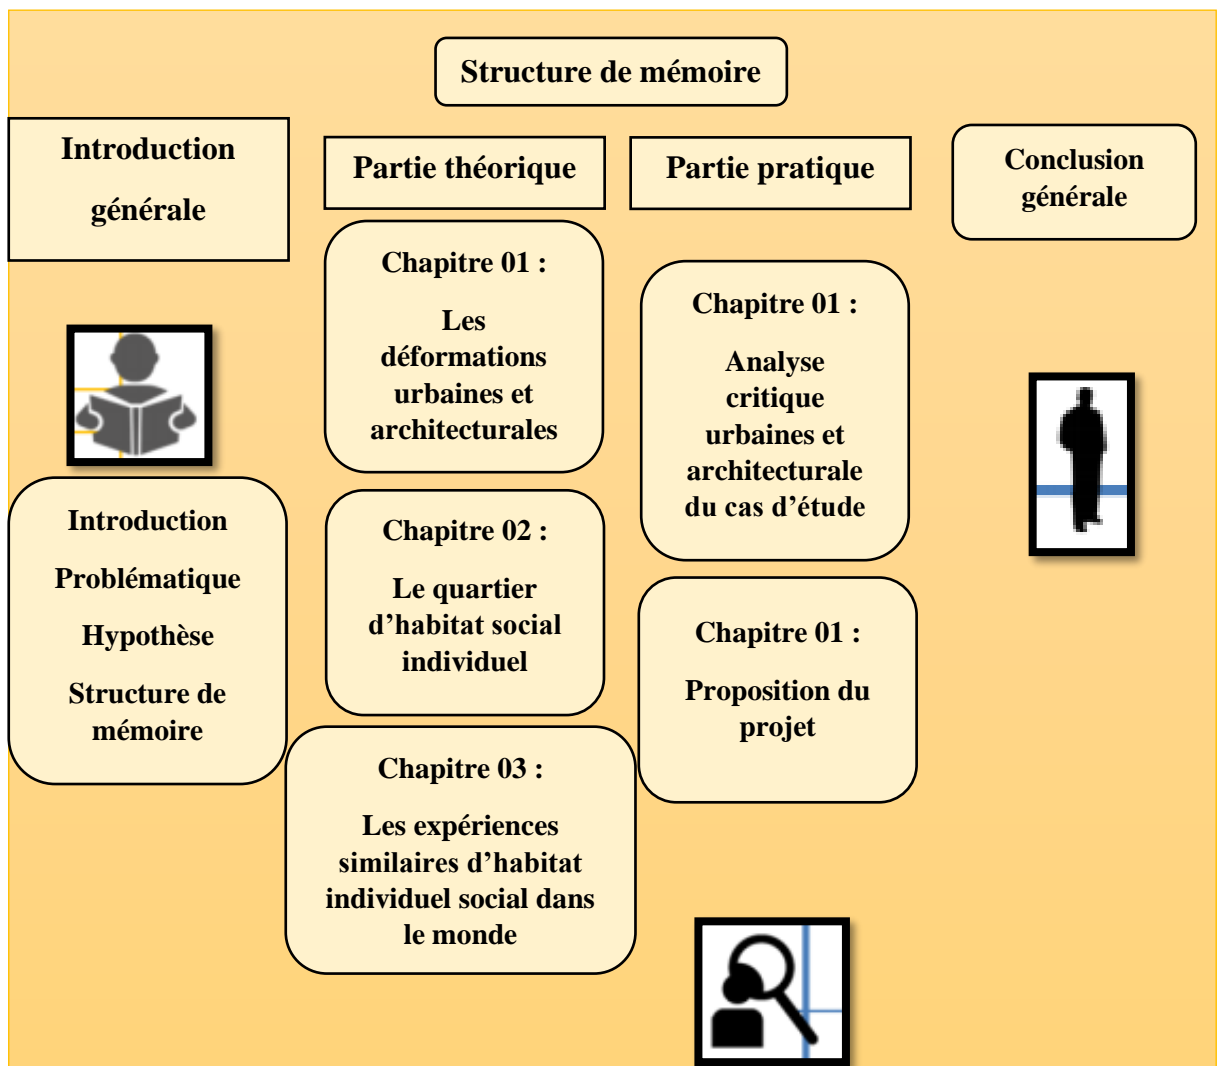 Structure de mémoire
Introduction
générale
Partie théorique
Partie pratique
Conclusion
générale
Introduction
Problématique
Hypothèse
Structure de
mémoire
Chapitre 01 :
Les
déformations
urbaines et
architecturales
Chapitre 02 :
Le quartier
d’habitat social
individuel
Chapitre 03 :
Les expériences
similaires d’habitat
individuel social dans
le monde
Chapitre 01 :
Analyse
critique
urbaines et
architecturale
du cas d’étude
Chapitre 01 :
Proposition du
projet